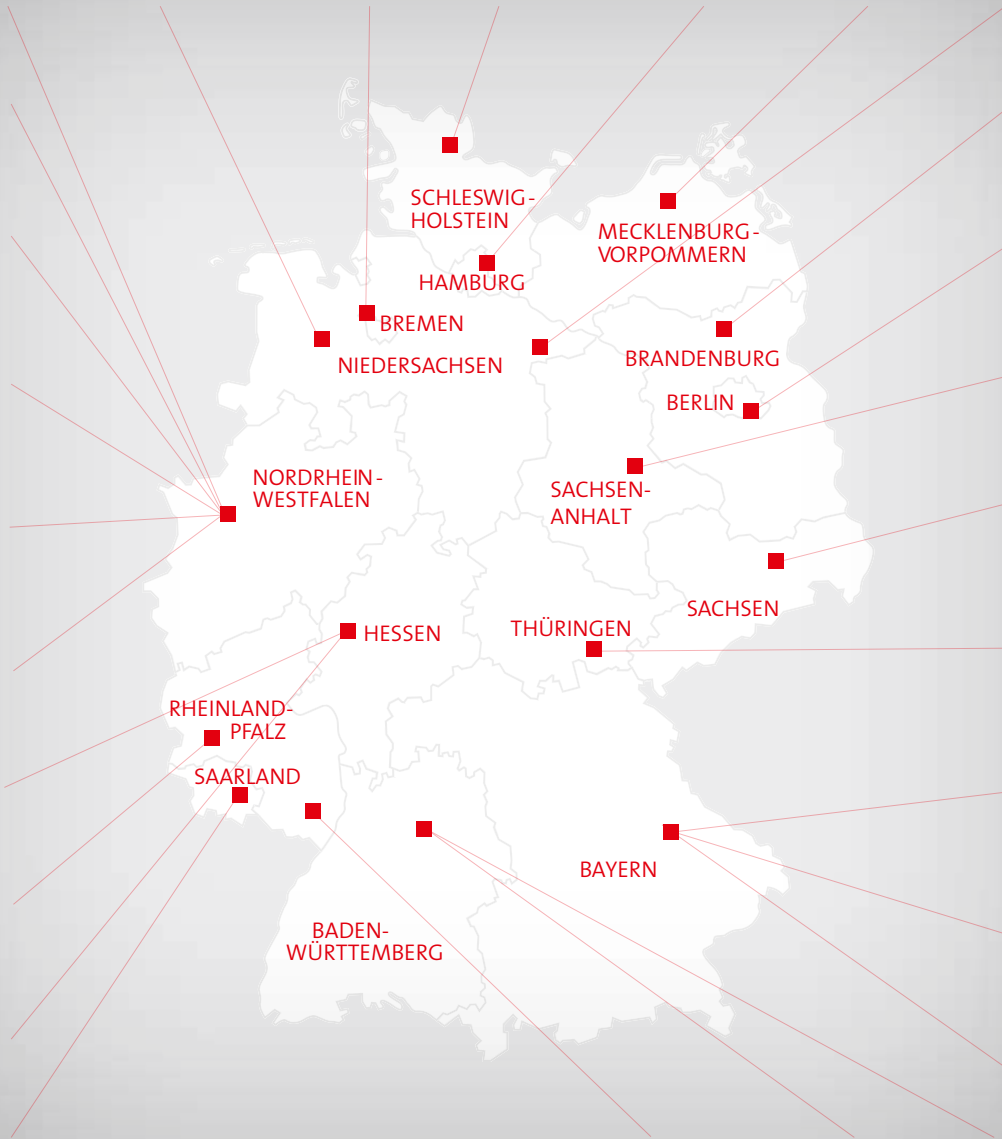 SCHLESWIG-
HOLSTEIN
MECKLENBURG-
VORPOMMERN
HAMBURG
BREMEN
NIEDERSACHSEN
BRANDENBURG
BERLIN
NORDRHEIN-
WESTFALEN
SACHSEN-
ANHALT
SACHSEN
THÜRINGEN
HESSEN
RHEINLAND-
PFALZ
SAARLAND
BAYERN
BADEN-
WÜRTTEMBERG